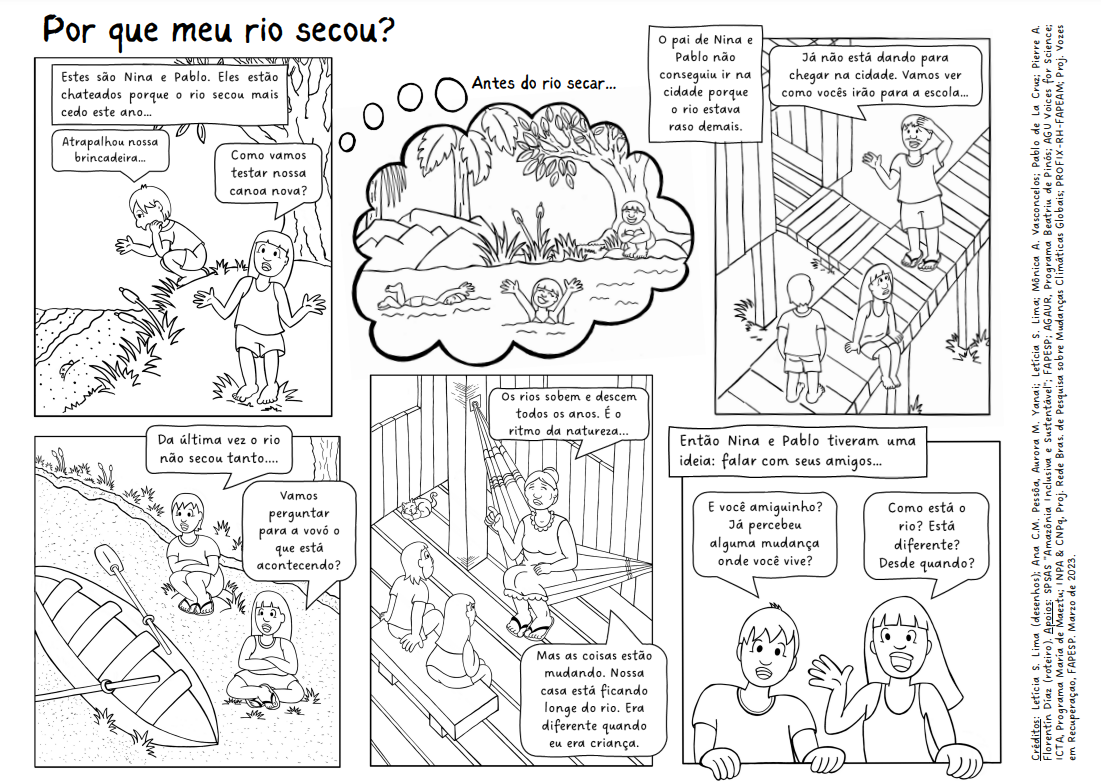 Por que meu rio secou?
Estes são Nina e Pablo. Eles estão
chateados porque o rio secou mais
cedo este ano...
Atrapalhou nossa
brincadeira...
Como vamos
testar nossa
canoa nova?
Antes do rio secar...
O pai de Nina e
Pablo não
conseguiu ir na
cidade porque
o rio estava
raso demais.
Já não está dando para
chegar na cidade. Vamos ver
como vocês irão para a escola...
Da última vez o rio
não secou tanto....
Vamos
perguntar
para a vovó o
que está
acontecendo?
Os rios sobem e descem
todos os anos. É o
ritmo da natureza...
Mas as coisas estão
mudando. Nossa
casa está ficando
longe do rio. Era
diferente quando
eu era criança.
Então Nina e Pablo tiveram uma
ideia: falar com seus amigos...
E você amiguinho?
Já percebeu
alguma mudança
onde você vive?
Como está o
rio? Está
diferente?
Desde quando?
Créditos: Letícia S. Lima (desenhos); Ana C.M. Pessôa, Aurora M. Yanai; Letícia S. Lima; Mônica A. Vasconcelos; Pablo de La Cruz; Pierre A.
Florentín Díaz (roteiro). Apoios: SPSAs "Amazônia Inclusiva e Sustentável"; FAPESP; AGAUR, Programa Beatriu de Pinós; AGU Voices for Science;
ICTA, Programa María de Maeztu; INPA & CNPq, Proj. Rede Bras. de Pesquisa sobre Mudanças Climáticas Globais; PROFIX-RH-FAPEAM; Proj. Vozes
em Recuperaçao, FAPESP. Marzo de 2023.